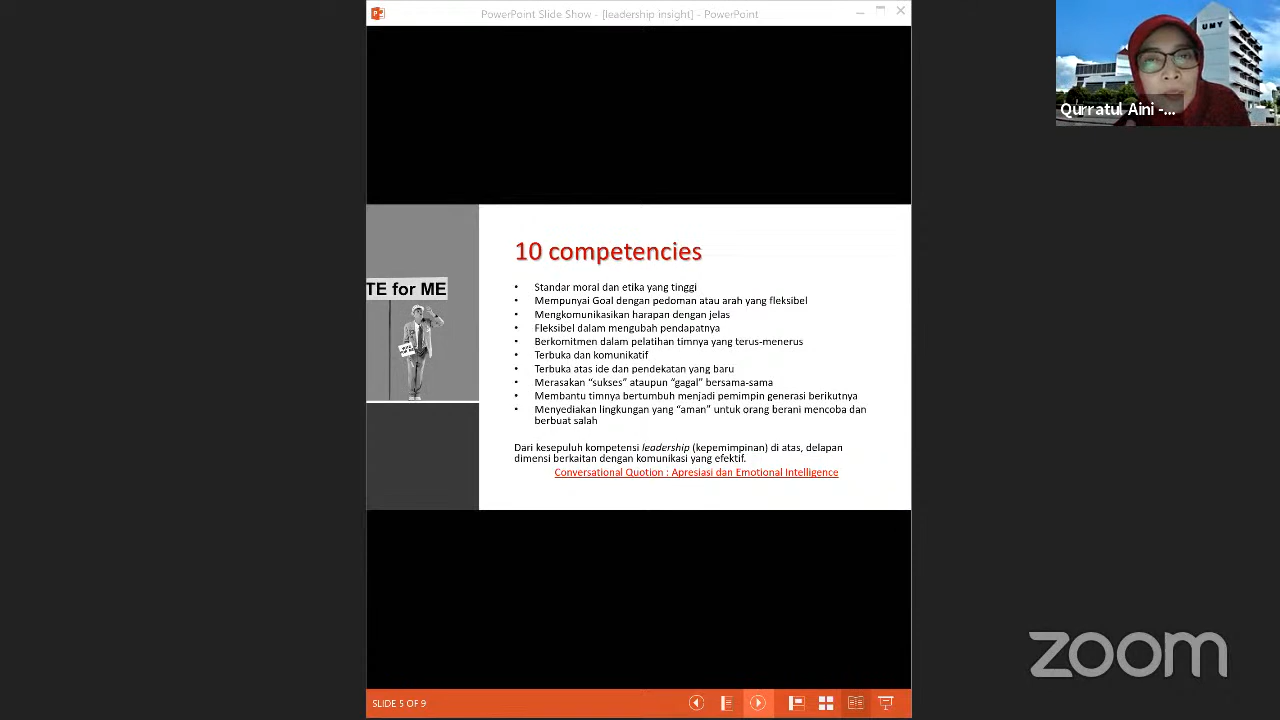 PowerPoint Slide Show - [leadership insight] - PowerPoint
UMY
Qurratul Aini -...
TE for ME
10 competencies
• Standar moral dan etika yang tinggi
• Mempunyai Goal dengan pedoman atau arah yang fleksibel
• Mengkomunikasikan harapan dengan jelas
• Fleksibel dalam mengubah pendapatnya
• Berkomitmen dalam pelatihan timnya yang terus-menerus
• Terbuka dan komunikatif
• Terbuka atas ide dan pendekatan yang baru
• Merasakan “sukses” ataupun “gagal” bersama-sama
• Membantu timnya bertumbuh menjadi pemimpin generasi berikutnya
• Menyediakan lingkungan yang “aman” untuk orang berani mencoba dan
berbuat salah
Dari kesepuluh kompetensi leadership (kepemimpinan) di atas, delapan
dimensi berkaitan dengan komunikasi yang efektif.
Conversational Quotion : Apresiasi dan Emotional Intelligence
zoom
SLIDE 5 OF 9